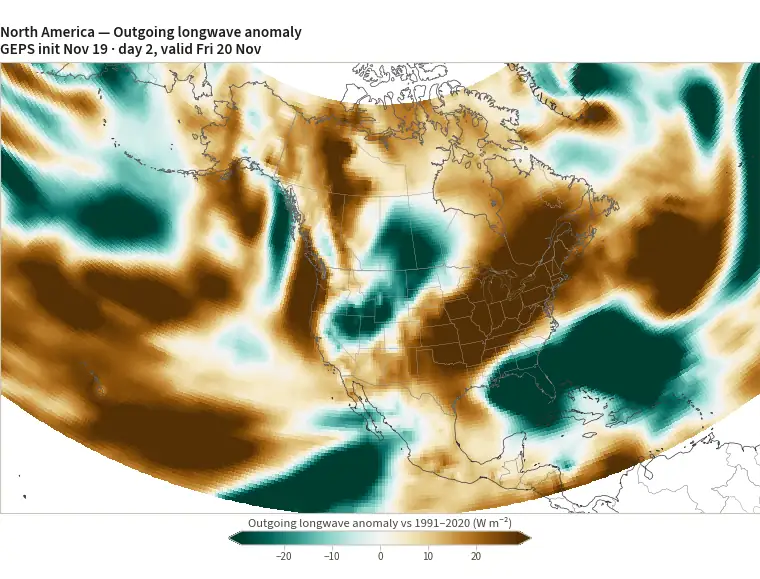 North America — Outgoing longwave anomaly
GEPS init Nov 19 · day 2, valid Fri 20 Nov
Outgoing longwave anomaly vs 1991–2020 (W m⁻²)
−20 −10 0 10 20